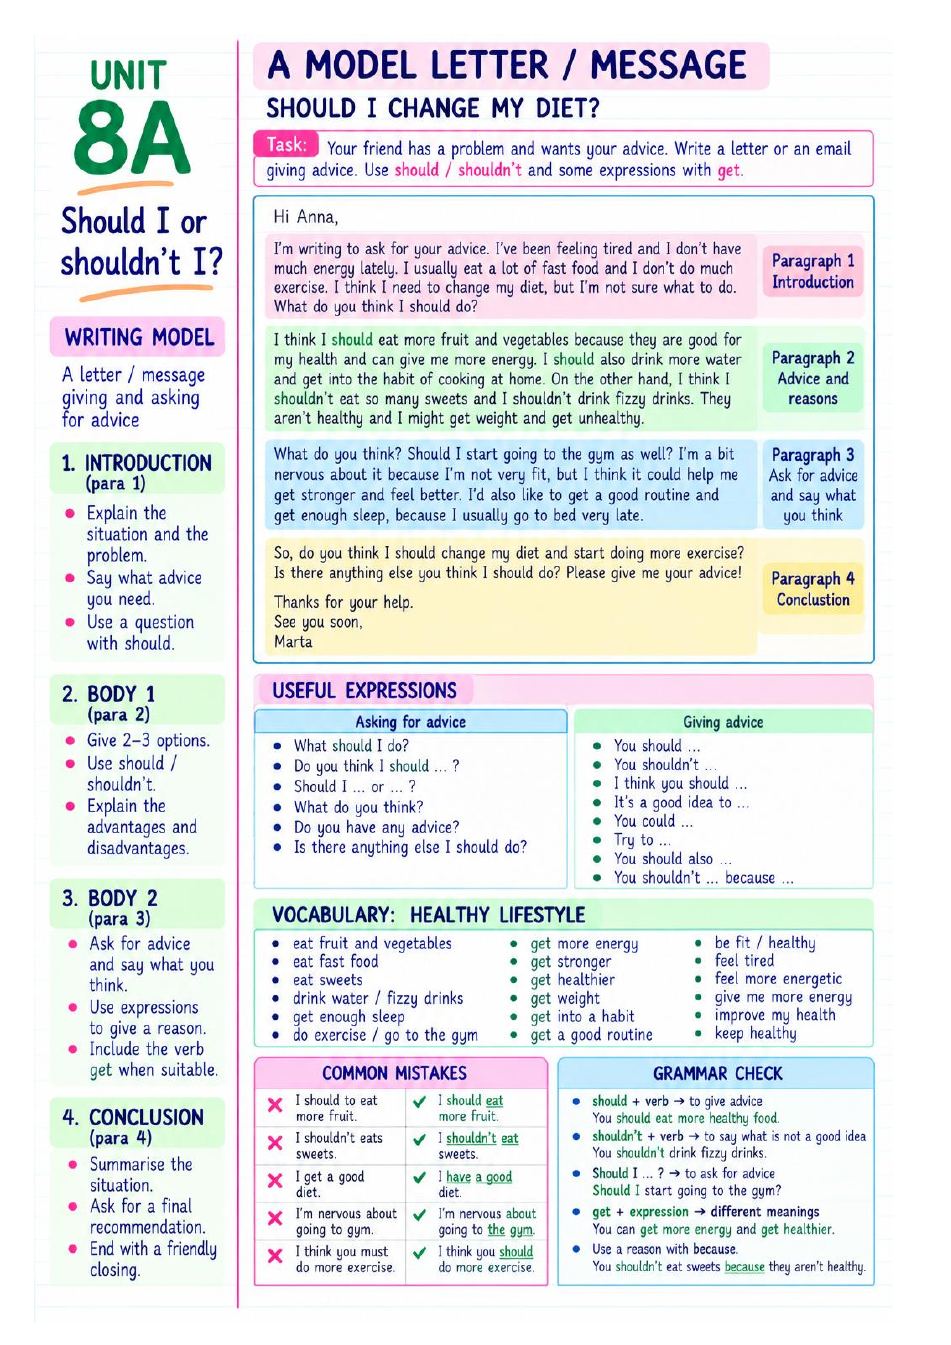 UNIT
8A
Should I or
shouldn't I?
WRITING MODEL
A letter / message
giving and asking
for advice
1. INTRODUCTION
(para 1)
• Explain the
situation and the
problem.
• Say what advice
you need.
• Use a question
with should.
2. BODY 1
(para 2)
• Give 2–3 options.
• Use should /
shouldn't.
• Explain the
advantages and
disadvantages.
3. BODY 2
(para 3)
• Ask for advice
and say what you
think.
• Use expressions
to give a reason.
• Include the verb
get when suitable.
4. CONCLUSION
(para 4)
• Summarise the
situation.
• Ask for a final
recommendation.
• End with a friendly
closing.
A MODEL LETTER / MESSAGE
SHOULD I CHANGE MY DIET?
Task: Your friend has a problem and wants your advice. Write a letter or an email
giving advice. Use should / shouldn't and some expressions with get.
Hi Anna,
I'm writing to ask for your advice. I've been feeling tired and I don't have
much energy lately. I usually eat a lot of fast food and I don't do much
exercise. I think I need to change my diet, but I'm not sure what to do.
What do you think I should do?
Paragraph 1
Introduction
I think I should eat more fruit and vegetables because they are good for
my health and can give me more energy. I should also drink more water
and get into the habit of cooking at home. On the other hand, I think I
shouldn't eat so many sweets and I shouldn't drink fizzy drinks. They
aren't healthy and I might get weight and get unhealthy.
Paragraph 2
Advice and
reasons
What do you think? Should I start going to the gym as well? I'm a bit
nervous about it because I'm not very fit, but I think it could help me
get stronger and feel better. I'd also like to get a good routine and
get enough sleep, because I usually go to bed very late.
Paragraph 3
Ask for advice
and say what
you think
So, do you think I should change my diet and start doing more exercise?
Is there anything else you think I should do? Please give me your advice!
Thanks for your help.
See you soon,
Marta
Paragraph 4
Conclustion
USEFUL EXPRESSIONS
Asking for advice
• What should I do?
• Do you think I should ... ?
• Should I ... or ... ?
• What do you think?
• Do you have any advice?
• Is there anything else I should do?
Giving advice
• You should ...
• You shouldn't ...
• I think you should ...
• It's a good idea to ...
• You could ...
• Try to ...
• You should also ...
• You shouldn't ... because ...
VOCABULARY: HEALTHY LIFESTYLE
• eat fruit and vegetables
• eat fast food
• eat sweets
• drink water / fizzy drinks
• get enough sleep
• do exercise / go to the gym
• get more energy
• get stronger
• get healthier
• get weight
• get into a habit
• get a good routine
• be fit / healthy
• feel tired
• feel more energetic
• give me more energy
• improve my health
• keep healthy
COMMON MISTAKES
✗ I should to eat
more fruit.
✓ I should eat
more fruit.
✗ I shouldn't eats
sweets.
✓ I shouldn't eat
sweets.
✗ I get a good
diet.
✓ I have a good
diet.
✗ I'm nervous about
going to gym.
✓ I'm nervous about
going to the gym.
✗ I think you must
do more exercise.
✓ I think you should
do more exercise.
GRAMMAR CHECK
• should + verb → to give advice
You should eat more healthy food.
• shouldn't + verb → to say what is not a good idea
You shouldn't drink fizzy drinks.
• Should I ... ? → to ask for advice
Should I start going to the gym?
• get + expression → different meanings
You can get more energy and get healthier.
• Use a reason with because.
You shouldn't eat sweets because they aren't healthy.